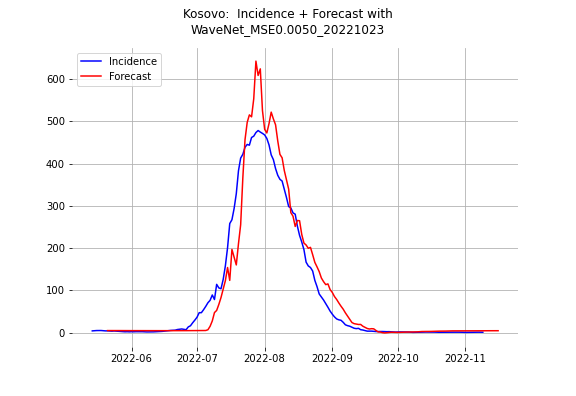 Kosovo:  Incidence + Forecast with
WaveNet_MSE0.0050_20221023
Incidence
Forecast
600
500
400
300
200
100
0
2022-06 2022-07 2022-08 2022-09 2022-10 2022-11